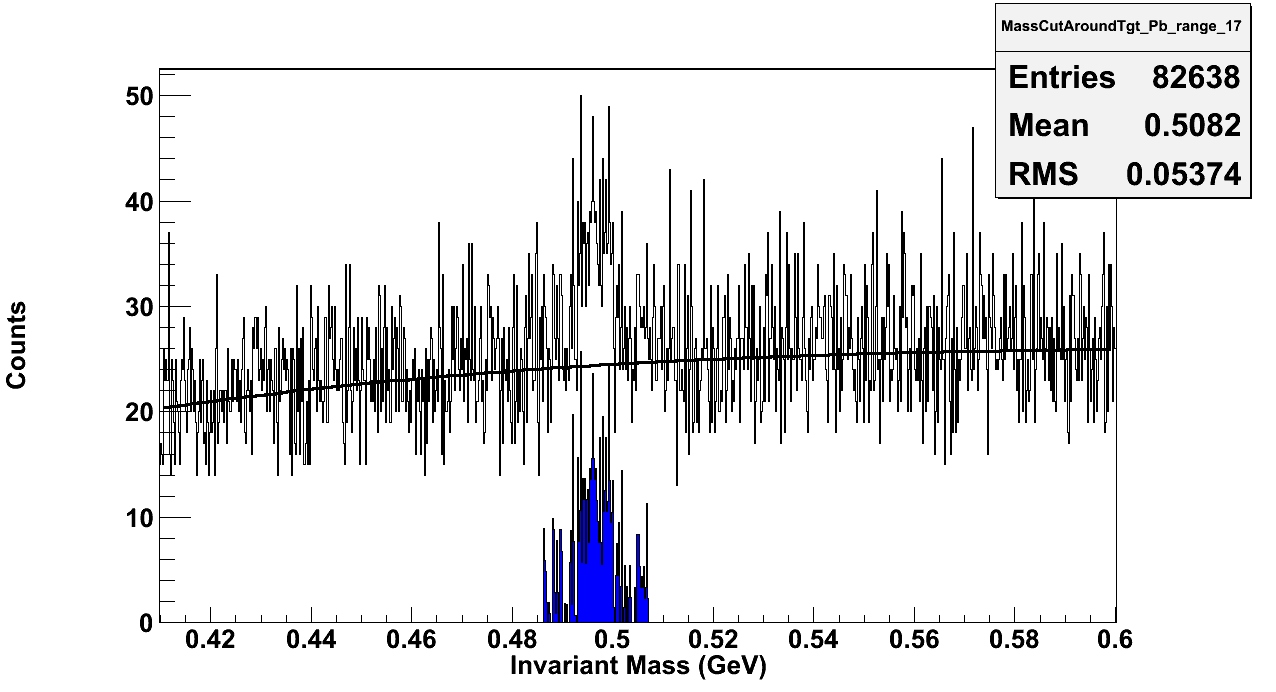 MassCutAroundTgt_Pb_range_17
Entries 82638
Mean 0.5082
RMS 0.05374
50
40
30
20
10
0
Counts
0.42 0.44 0.46 0.48 0.5 0.52 0.54 0.56 0.58 0.6
Invariant Mass (GeV)